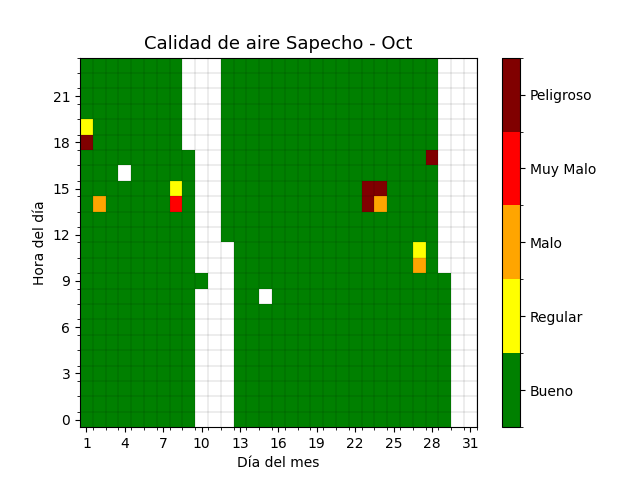 Calidad de aire Sapecho - Oct
21
18
15
12
9
6
3
0
Hora del día
1 4 7 10 13 16 19 22 25 28 31
Día del mes
Peligroso
Muy Malo
Malo
Regular
Bueno